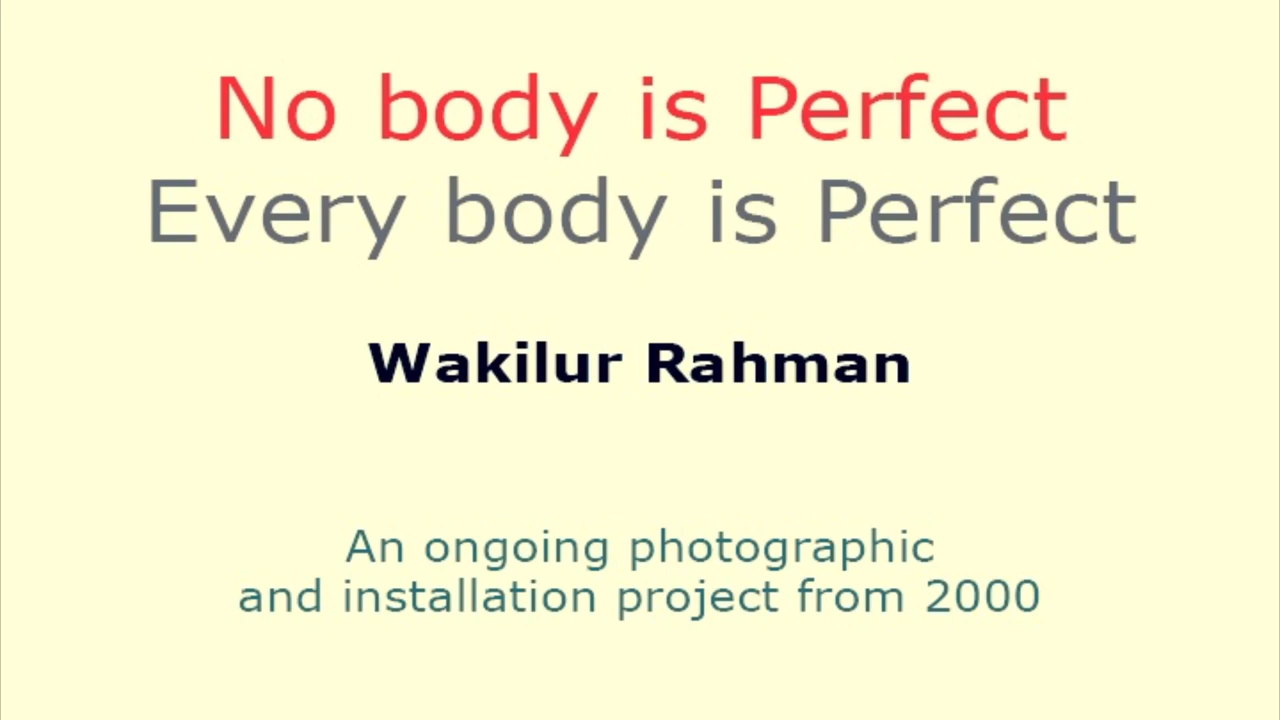 No body is Perfect
Every body is Perfect
Wakilur Rahman
An ongoing photographic
and installation project from 2000